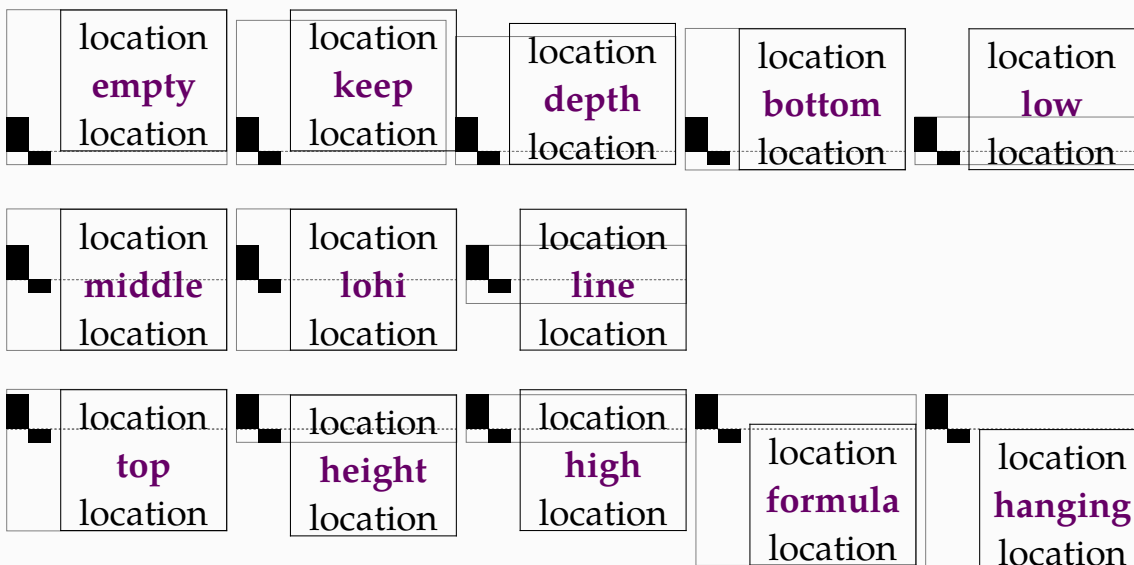 location
empty
location
location
keep
location
location
depth
location
location
bottom
location
location
low
location
location
middle
location
location
lohi
location
location
line
location
location
top
location
location
height
location
location
high
location
location
formula
location
location
hanging
location